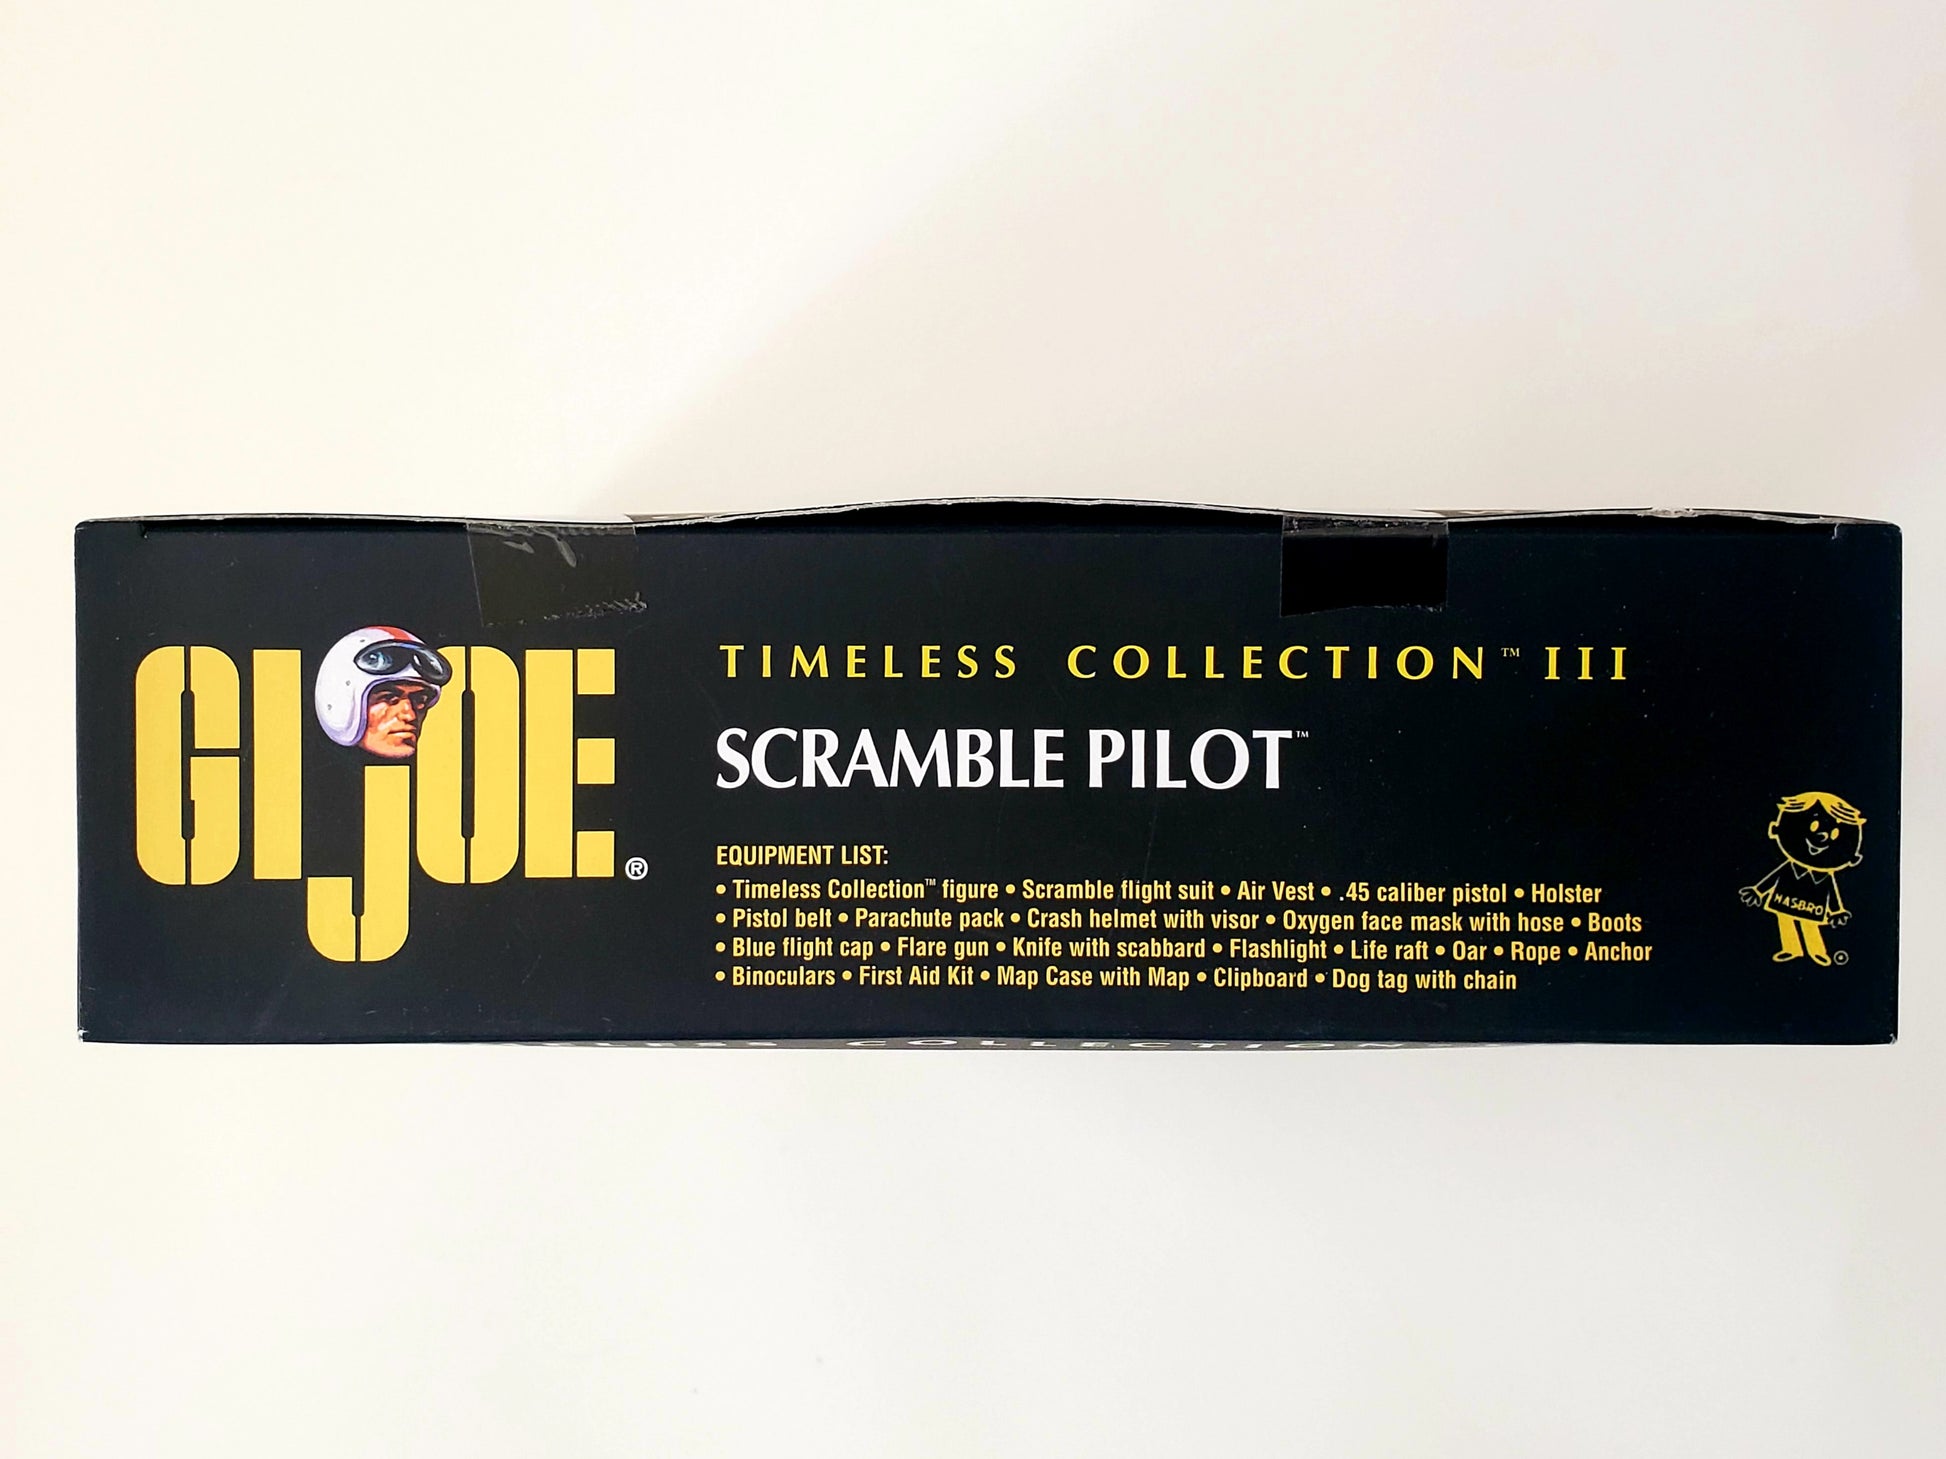 GI JOE®
TIMELESS COLLECTION™ III
SCRAMBLE PILOT™
EQUIPMENT LIST:
• Timeless Collection™ figure • Scramble flight suit • Air Vest • .45 caliber pistol • Holster
• Pistol belt • Parachute pack • Crash helmet with visor • Oxygen face mask with hose • Boots
• Blue flight cap • Flare gun • Knife with scabbard • Flashlight • Life raft • Oar • Rope • Anchor
• Binoculars • First Aid Kit • Map Case with Map • Clipboard • Dog tag with chain
HASBRO